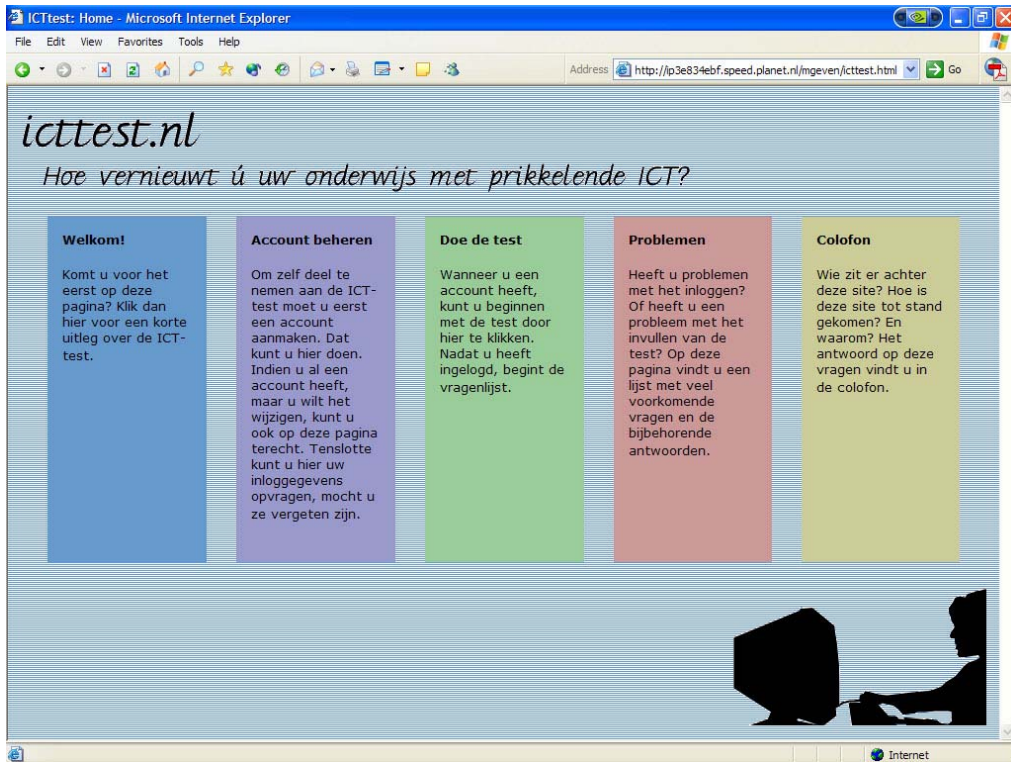 ICTtest: Home - Microsoft Internet Explorer
File Edit View Favorites Tools Help
Address http://ip3e834ebf.speed.planet.nl/mgeven/icttest.html Go
icttest.nl
Hoe vernieuwt ú uw onderwijs met prikkelende ICT?
Welkom!
Komt u voor het
eerst op deze
pagina? Klik dan
hier voor een korte
uitleg over de ICT-
test.
Account beheren
Om zelf deel te
nemen aan de ICT-
test moet u eerst
een account
aanmaken. Dat
kunt u hier doen.
Indien u al een
account heeft,
maar u wilt het
wijzigen, kunt u
ook op deze pagina
terecht. Tenslotte
kunt u hier uw
inloggegevens
opvragen, mocht u
ze vergeten zijn.
Doe de test
Wanneer u een
account heeft,
kunt u beginnen
met de test door
hier te klikken.
Nadat u heeft
ingelogd, begint de
vragenlijst.
Problemen
Heeft u problemen
met het inloggen?
Of heeft u een
probleem met het
invullen van de
test? Op deze
pagina vindt u een
lijst met veel
voorkomende
vragen en de
bijbehorende
antwoorden.
Colofon
Wie zit er achter
deze site? Hoe is
deze site tot stand
gekomen? En
waarom? Het
antwoord op deze
vragen vindt u in
de colofon.
Internet